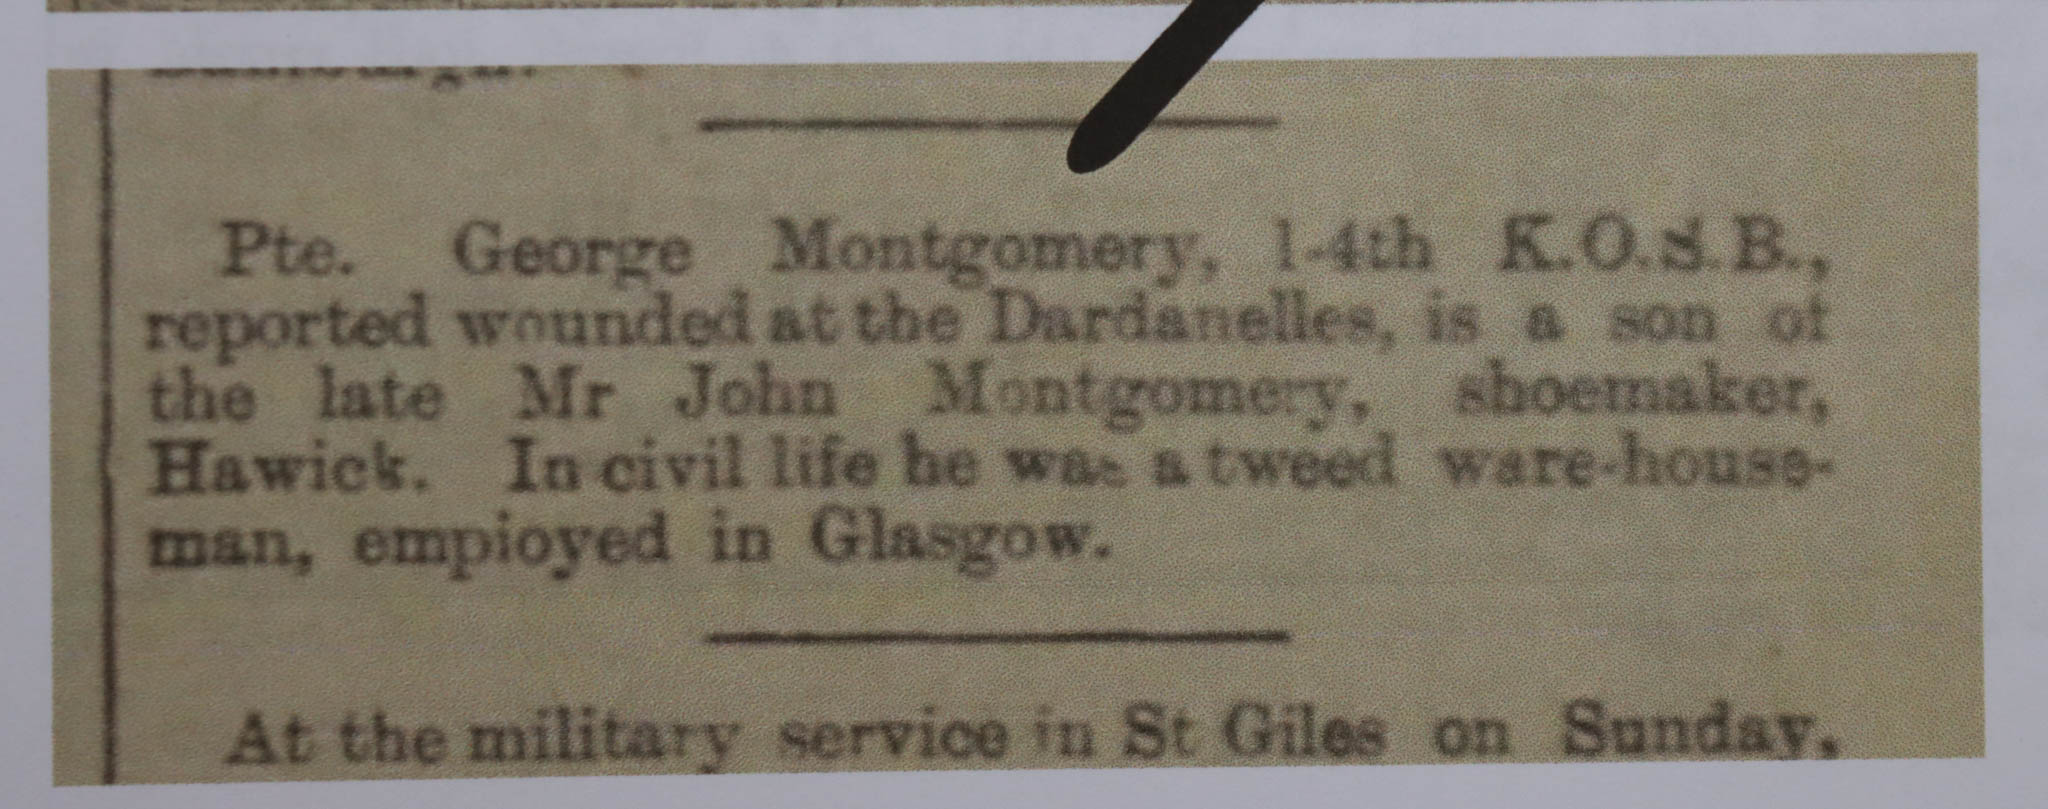 Pte. George Montgomery, 1-4th K.O.S.B.,
reported wounded at the Dardanelles, is a son of
the late Mr John Montgomery, shoemaker,
Hawick. In civil life he was a tweed ware-house-
man, employed in Glasgow.
At the military service in St Giles on Sunday,